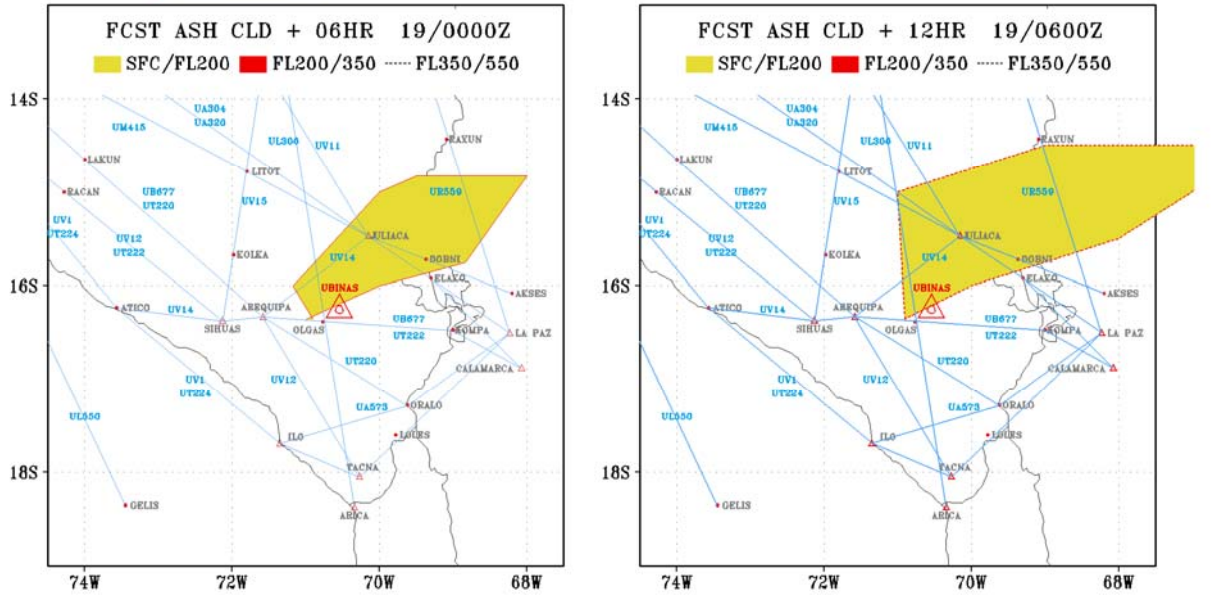 FCST ASH CLD + 06HR 19/0000Z
SFC/FL200 FL200/350 FL350/550
14S
16S
18S
UA304
UA320
UM415
UL300
UV11
RAXUN
LAKUN
LITOT
RACAN
UB677
UT220
UV15
UR559
UV1
UT224
UV12
UT222
JULIACA
KOLKA
UV14
DOBNI
ELAKO
UBINAS
AKSES
ATICO
UV14
AREQUIPA
SIHUAS
OLGAS
UB677
UT222
KOMPA
LA PAZ
UT220
CALAMARCA
UV1
UT224
UV12
UA573
ORALO
UL550
ILO
LOUES
TACNA
GELIS
ARICA
74W 72W 70W 68W
FCST ASH CLD + 12HR 19/0600Z
SFC/FL200 FL200/350 FL350/550
14S
16S
18S
UA304
UA320
UM415
UL300
UV11
RAXUN
LAKUN
LITOT
RACAN
UB677
UT220
UV15
UR559
UV1
UT224
UV12
UT222
JULIACA
KOLKA
UV14
DOBNI
ELAKO
UBINAS
AKSES
ATICO
UV14
AREQUIPA
SIHUAS
OLGAS
UB677
UT222
KOMPA
LA PAZ
UT220
CALAMARCA
UV1
UT224
UV12
UA573
ORALO
UL550
ILO
LOUES
TACNA
GELIS
ARICA
74W 72W 70W 68W